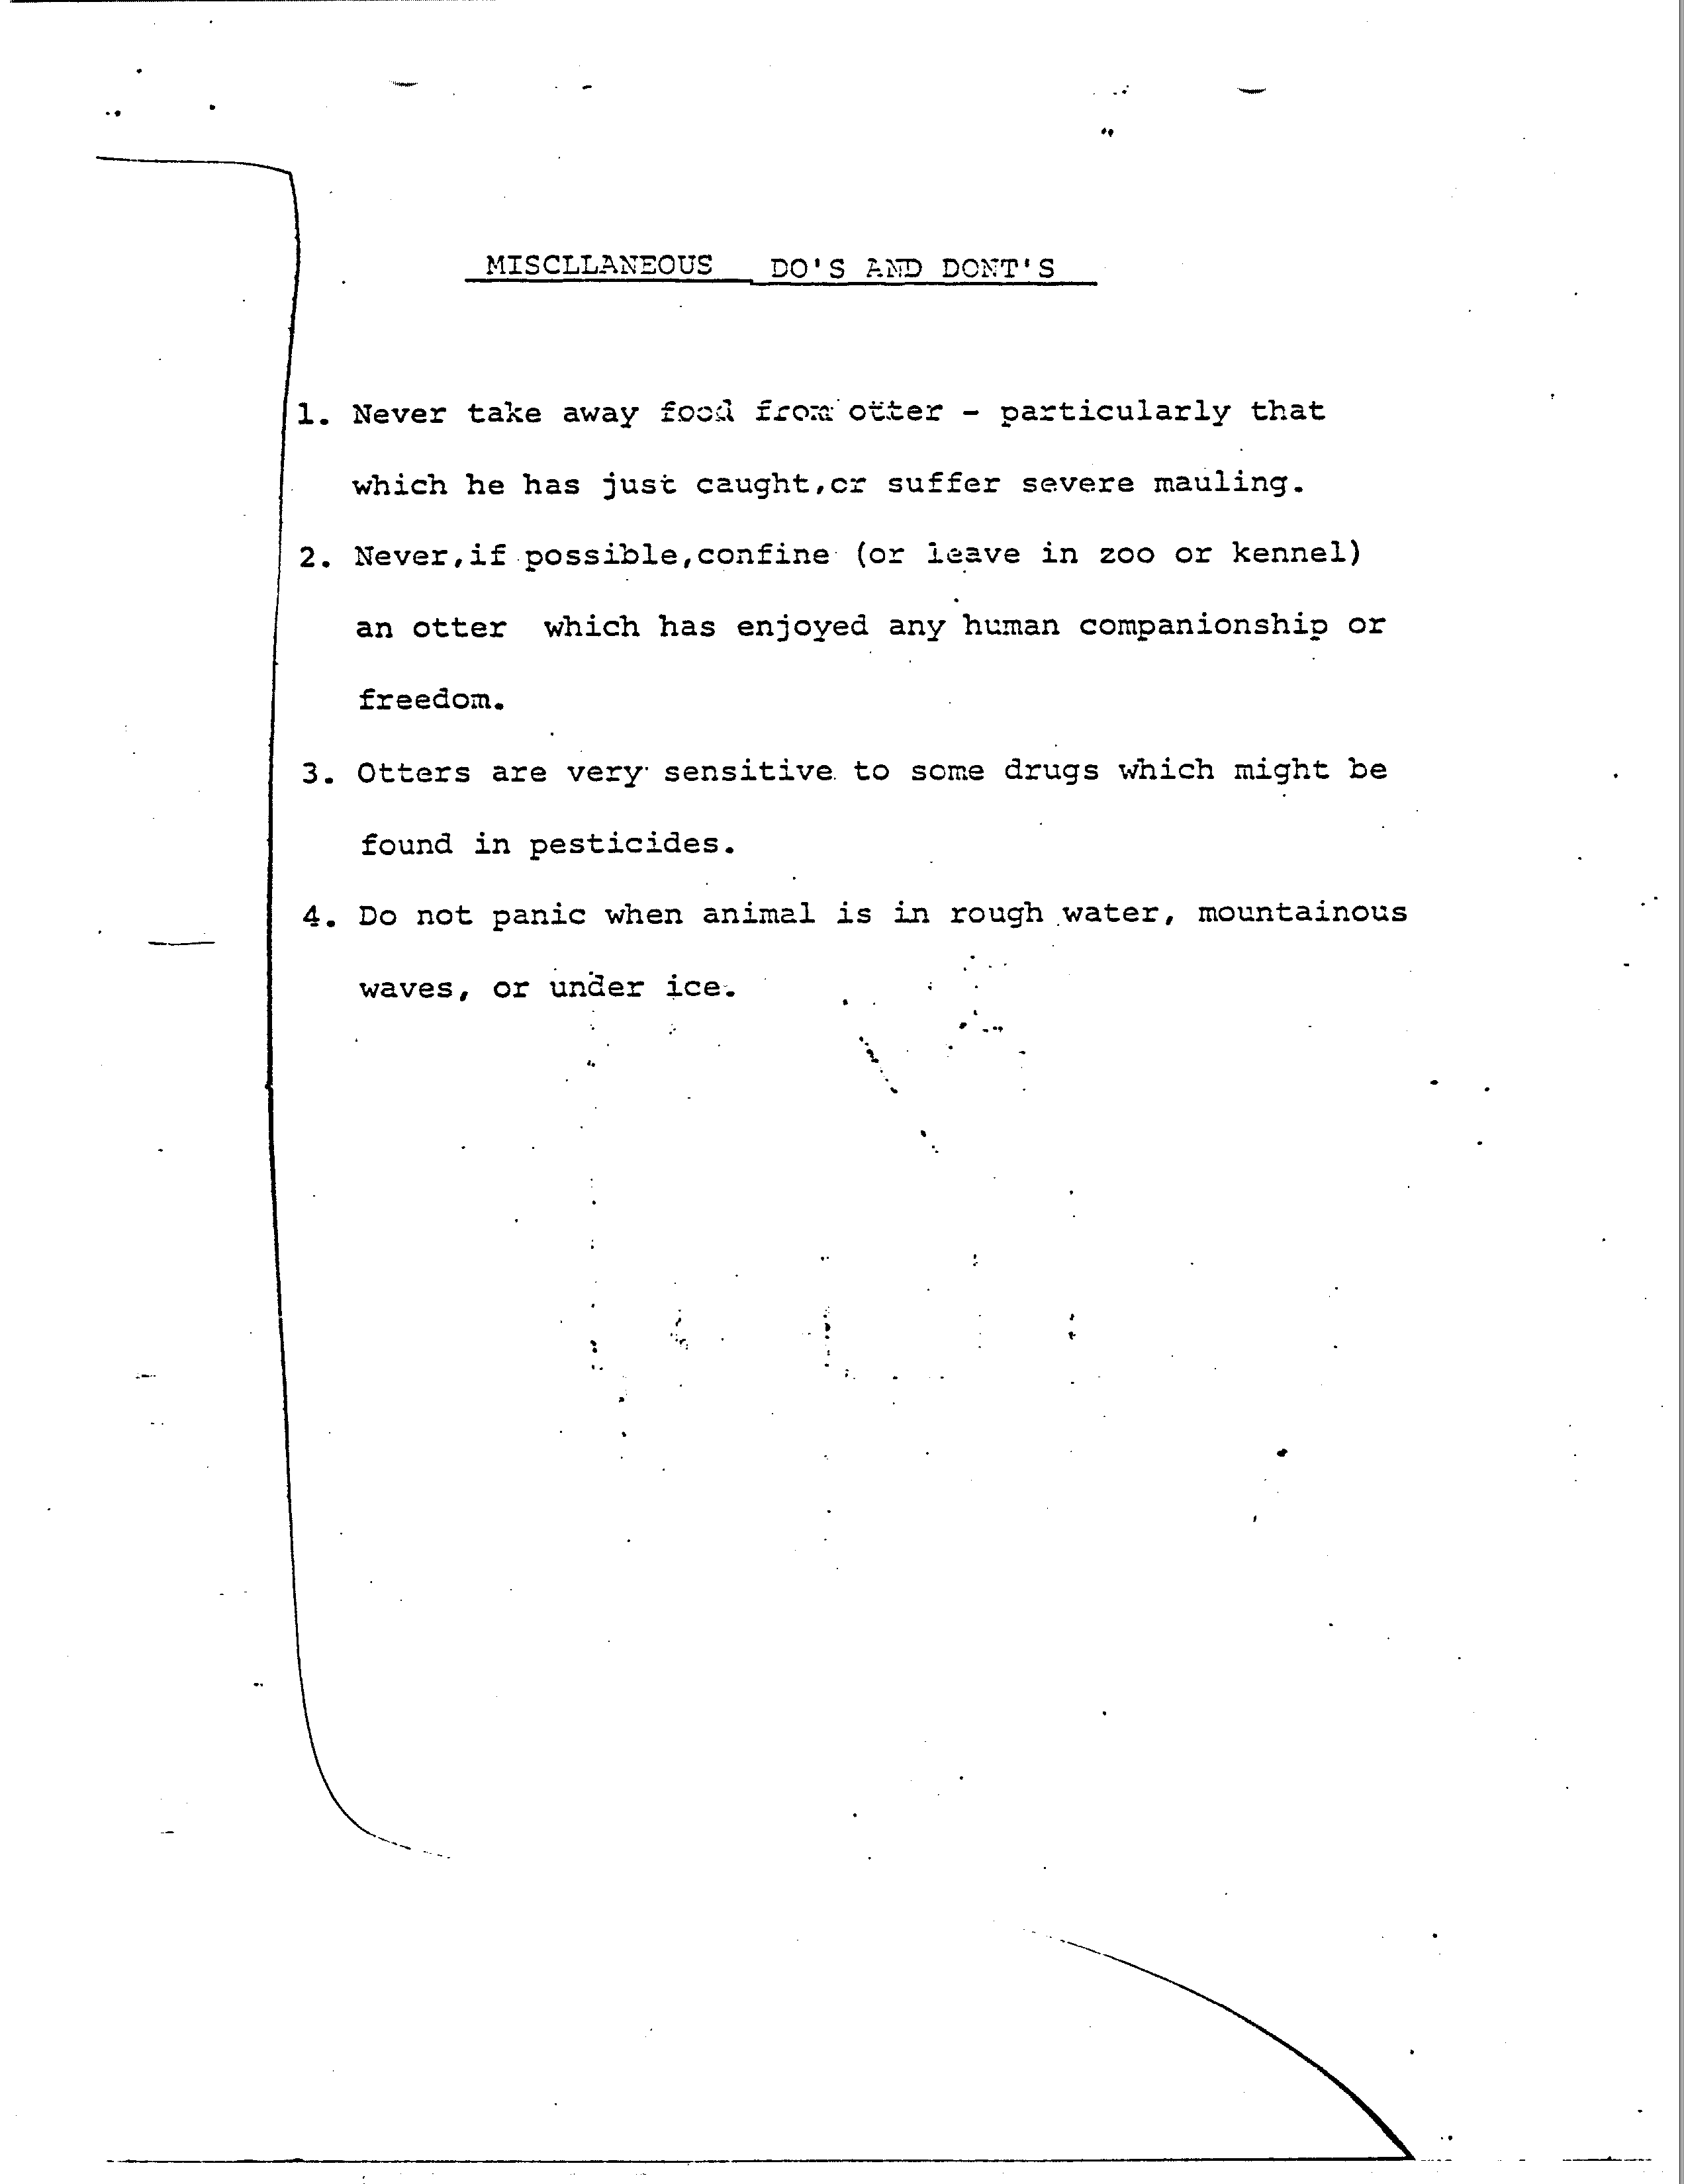 MISCLLANEOUS DO'S AND DONT'S
1. Never take away food from otter - particularly that
which he has just caught,or suffer severe mauling.
2. Never,if possible,confine (or leave in zoo or kennel)
an otter which has enjoyed any human companionship or
freedom.
3. Otters are very sensitive to some drugs which might be
found in pesticides.
4. Do not panic when animal is in rough water, mountainous
waves, or under ice.